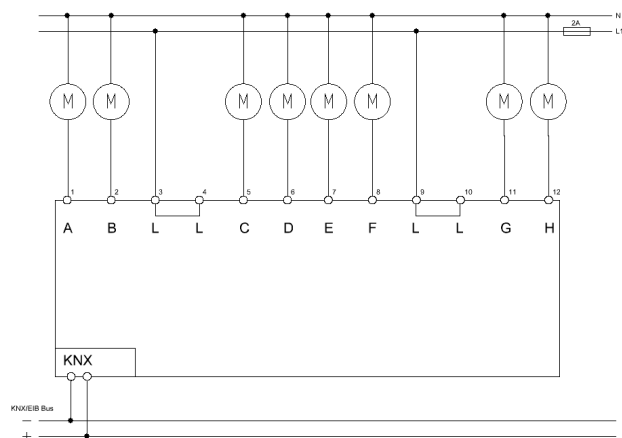 N
2A
L1
M M M M M M M M
1 2 3 4 5 6 7 8 9 10 11 12
A B L L C D E F L L G H
KNX
KNX/EIB Bus
–
+